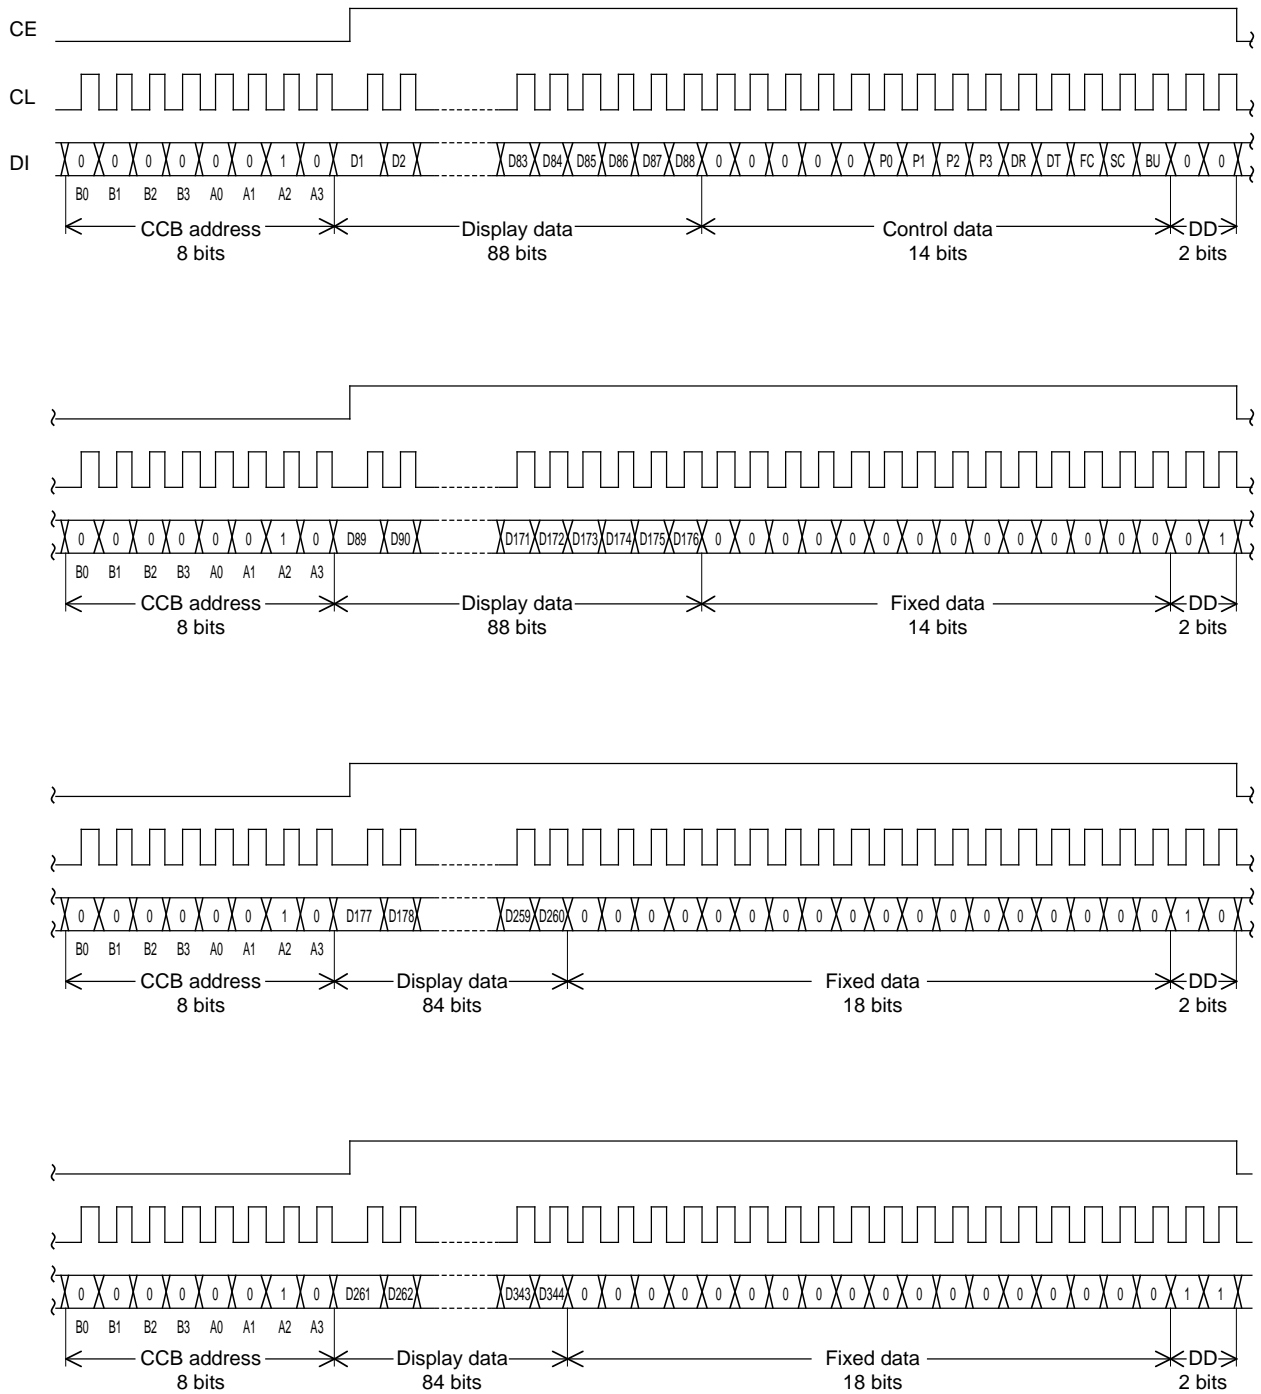 CE
CL
DI 0 0 0 0 0 0 1 0 D1 D2 D83 D84 D85 D86 D87 D88 0 0 0 0 0 P0 P1 P2 P3 DR DT FC SC BU 0 0
B0 B1 B2 B3 A0 A1 A2 A3
CCB address Display data Control data DD
8 bits 88 bits 14 bits 2 bits
0 0 0 0 0 0 1 0 D89 D90 D171 D172 D173 D174 D175 D176 0 0 0 0 0 0 0 0 0 0 0 0 0 0 0 1
B0 B1 B2 B3 A0 A1 A2 A3
CCB address Display data Fixed data DD
8 bits 88 bits 14 bits 2 bits
0 0 0 0 0 0 1 0 D177 D178 D259 D260 0 0 0 0 0 0 0 0 0 0 0 0 0 0 0 0 0 0 1 0
B0 B1 B2 B3 A0 A1 A2 A3
CCB address Display data Fixed data DD
8 bits 84 bits 18 bits 2 bits
0 0 0 0 0 0 1 0 D261 D262 D343 D344 0 0 0 0 0 0 0 0 0 0 0 0 0 0 0 0 0 0 1 1
B0 B1 B2 B3 A0 A1 A2 A3
CCB address Display data Fixed data DD
8 bits 84 bits 18 bits 2 bits